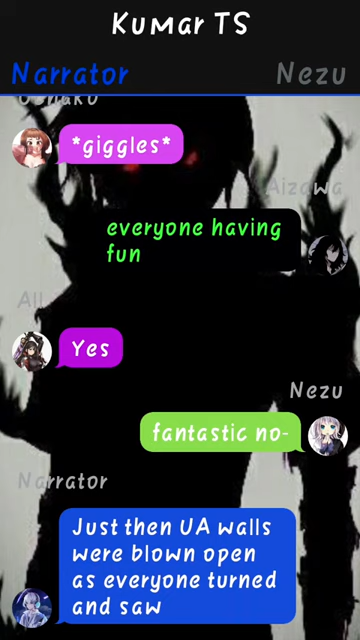 Kumar TS
Narrator Nezu
Uchako
*giggles*
Aizawa
everyone having
fun
All
Yes
Nezu
fantastic no-
Narrator
Just then UA walls
were blown open
as everyone turned
and saw